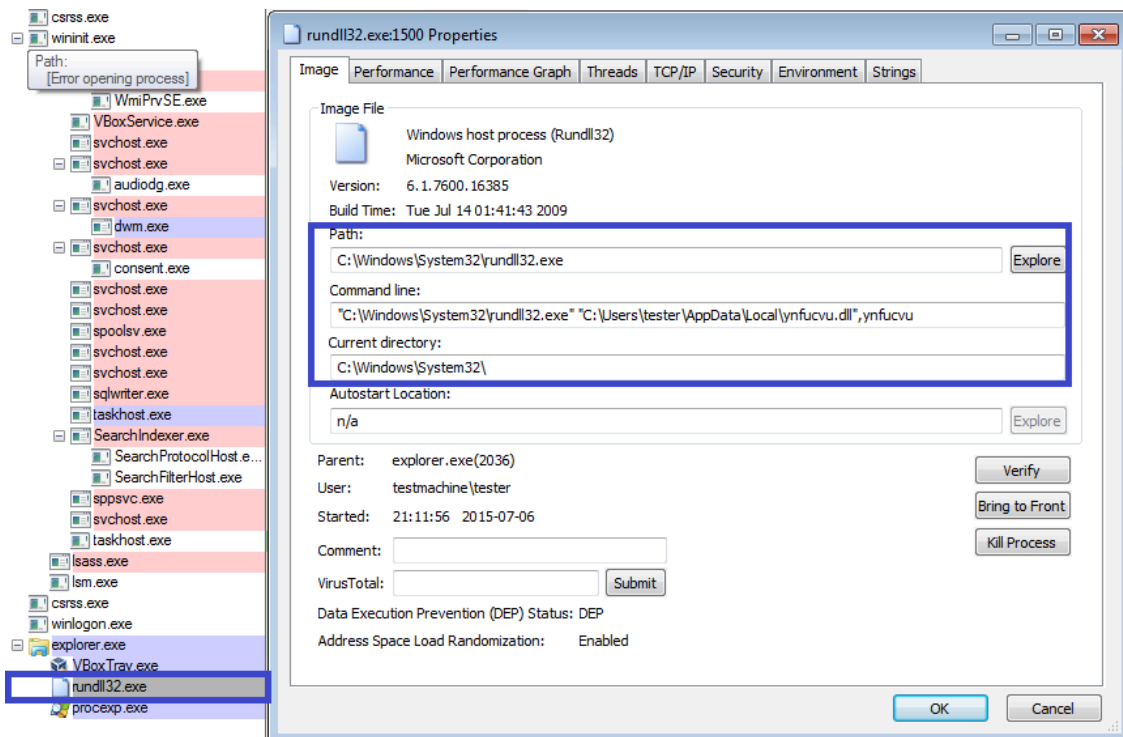 csrss.exe
wininit.exe
Path:
[Error opening process]
WmiPrvSE.exe
VBoxService.exe
svchost.exe
svchost.exe
audiodg.exe
svchost.exe
dwm.exe
svchost.exe
consent.exe
svchost.exe
svchost.exe
spoolsv.exe
svchost.exe
svchost.exe
sqlwriter.exe
taskhost.exe
SearchIndexer.exe
SearchProtocolHost.e...
SearchFilterHost.exe
sppsvc.exe
svchost.exe
taskhost.exe
lsass.exe
lsm.exe
csrss.exe
winlogon.exe
explorer.exe
VBoxTray.exe
rundll32.exe
procexp.exe
rundll32.exe:1500 Properties
Image Performance Performance Graph Threads TCP/IP Security Environment Strings
Image File
Windows host process (Rundll32)
Microsoft Corporation
Version: 6.1.7600.16385
Build Time: Tue Jul 14 01:41:43 2009
Path:
C:\Windows\System32\rundll32.exe Explore
Command line:
"C:\Windows\System32\rundll32.exe" "C:\Users\tester\AppData\Local\ynfucvu.dll",ynfucvu
Current directory:
C:\Windows\System32\
Autostart Location:
n/a Explore
Parent: explorer.exe(2036)
Verify
User: testmachine\tester
Bring to Front
Started: 21:11:56 2015-07-06
Kill Process
Comment:
VirusTotal: Submit
Data Execution Prevention (DEP) Status: DEP
Address Space Load Randomization: Enabled
OK Cancel